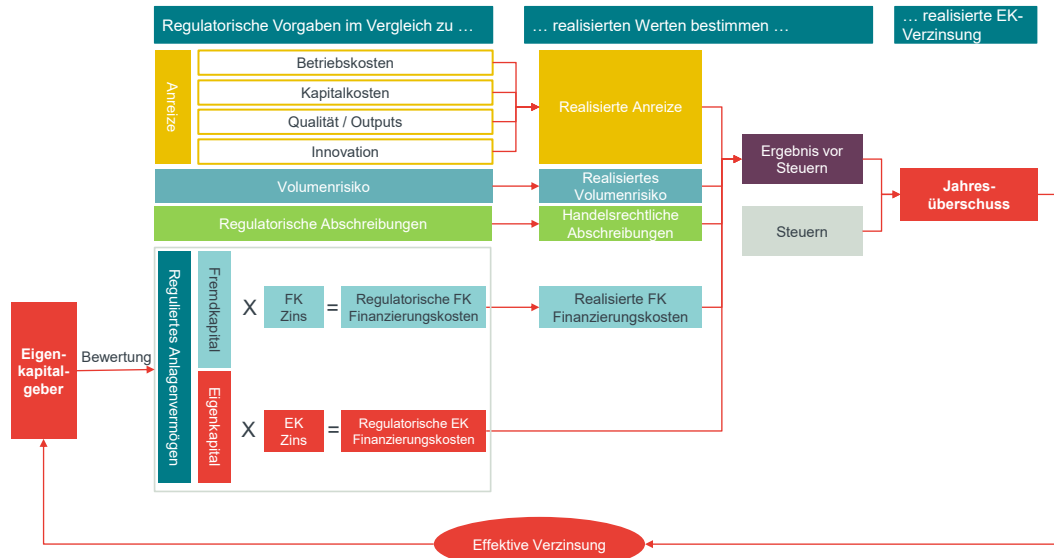 Regulatorische Vorgaben im Vergleich zu …
… realisierten Werten bestimmen …
… realisierte EK-
Verzinsung
Anreize
Betriebskosten
Kapitalkosten
Qualität / Outputs
Innovation
Realisierte Anreize
Volumenrisiko
Realisiertes
Volumenrisiko
Regulatorische Abschreibungen
Handelsrechtliche
Abschreibungen
Ergebnis vor
Steuern
Steuern
Jahres-
überschuss
Eigen-
kapital-
geber
Bewertung
Reguliertes Anlagenvermögen
Fremdkapital
X
FK
Zins
=
Regulatorische FK
Finanzierungskosten
Realisierte FK
Finanzierungskosten
Eigenkapital
X
EK
Zins
=
Regulatorische EK
Finanzierungskosten
Effektive Verzinsung